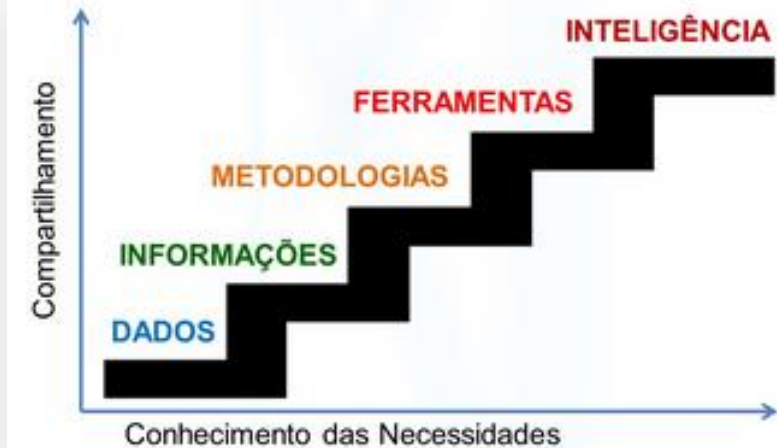 INTELIGÊNCIA
FERRAMENTAS
METODOLOGIAS
INFORMAÇÕES
DADOS
Compartilhamento
Conhecimento das Necessidades